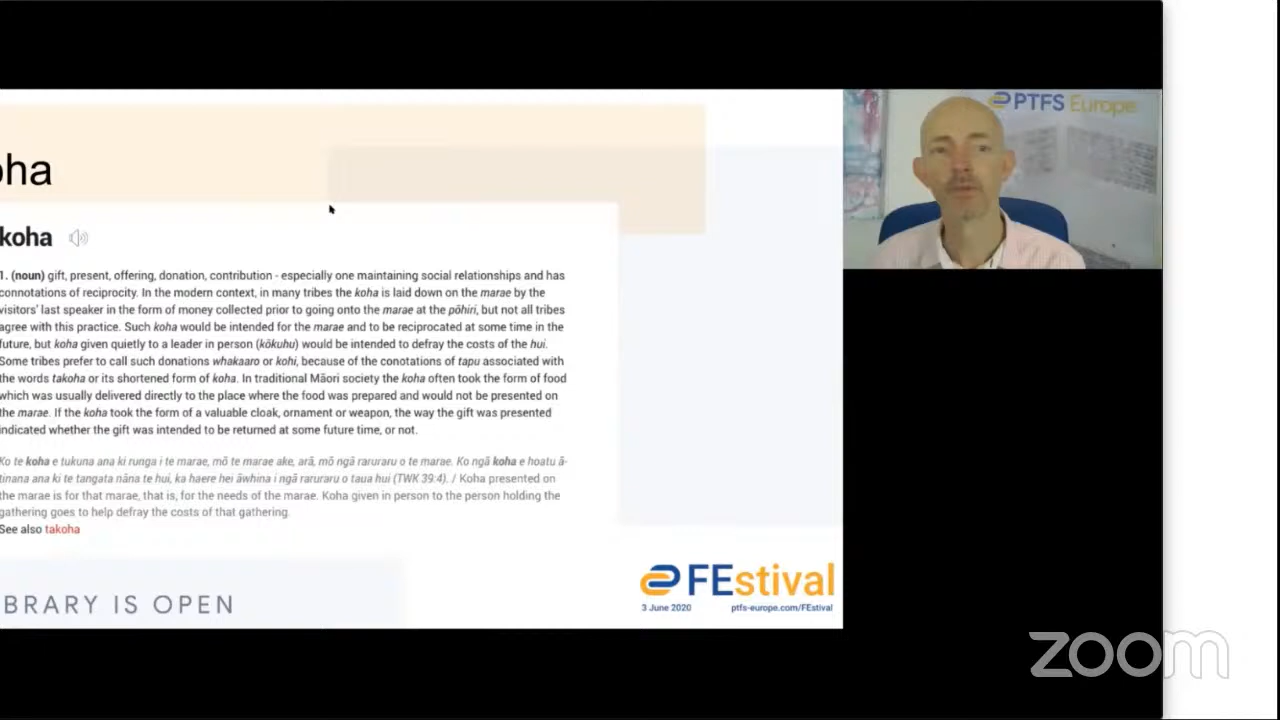 oha
koha
1. (noun) gift, present, offering, donation, contribution - especially one maintaining social relationships and has
connotations of reciprocity. In the modern context, in many tribes the koha is laid down on the marae by the
visitors' last speaker in the form of money collected prior to going onto the marae at the pōhiri, but not all tribes
agree with this practice. Such koha would be intended for the marae and to be reciprocated at some time in the
future, but koha given quietly to a leader in person (kōkuhu) would be intended to defray the costs of the hui.
Some tribes prefer to call such donations whakaaro or kohi, because of the conotations of tapu associated with
the words takoha or its shortened form of koha. In traditional Māori society the koha often took the form of food
which was usually delivered directly to the place where the food was prepared and would not be presented on
the marae. If the koha took the form of a valuable cloak, ornament or weapon, the way the gift was presented
indicated whether the gift was intended to be returned at some future time, or not.
Ko te koha e tukuna ana ki runga i te marae, mō te marae ake, arā, mō ngā raruraru o te marae. Ko ngā koha e hoatu ā-
tinana ana ki te tangata nāna te hui, ka haere hei āwhina i ngā raruraru o taua hui (TWK 39:4). / Koha presented on
the marae is for that marae, that is, for the needs of the marae. Koha given in person to the person holding the
gathering goes to help defray the costs of that gathering.
See also takoha
BRARY IS OPEN
FEstival
3 June 2020 ptfs-europe.com/FEstival
PTFS Europe
zoom